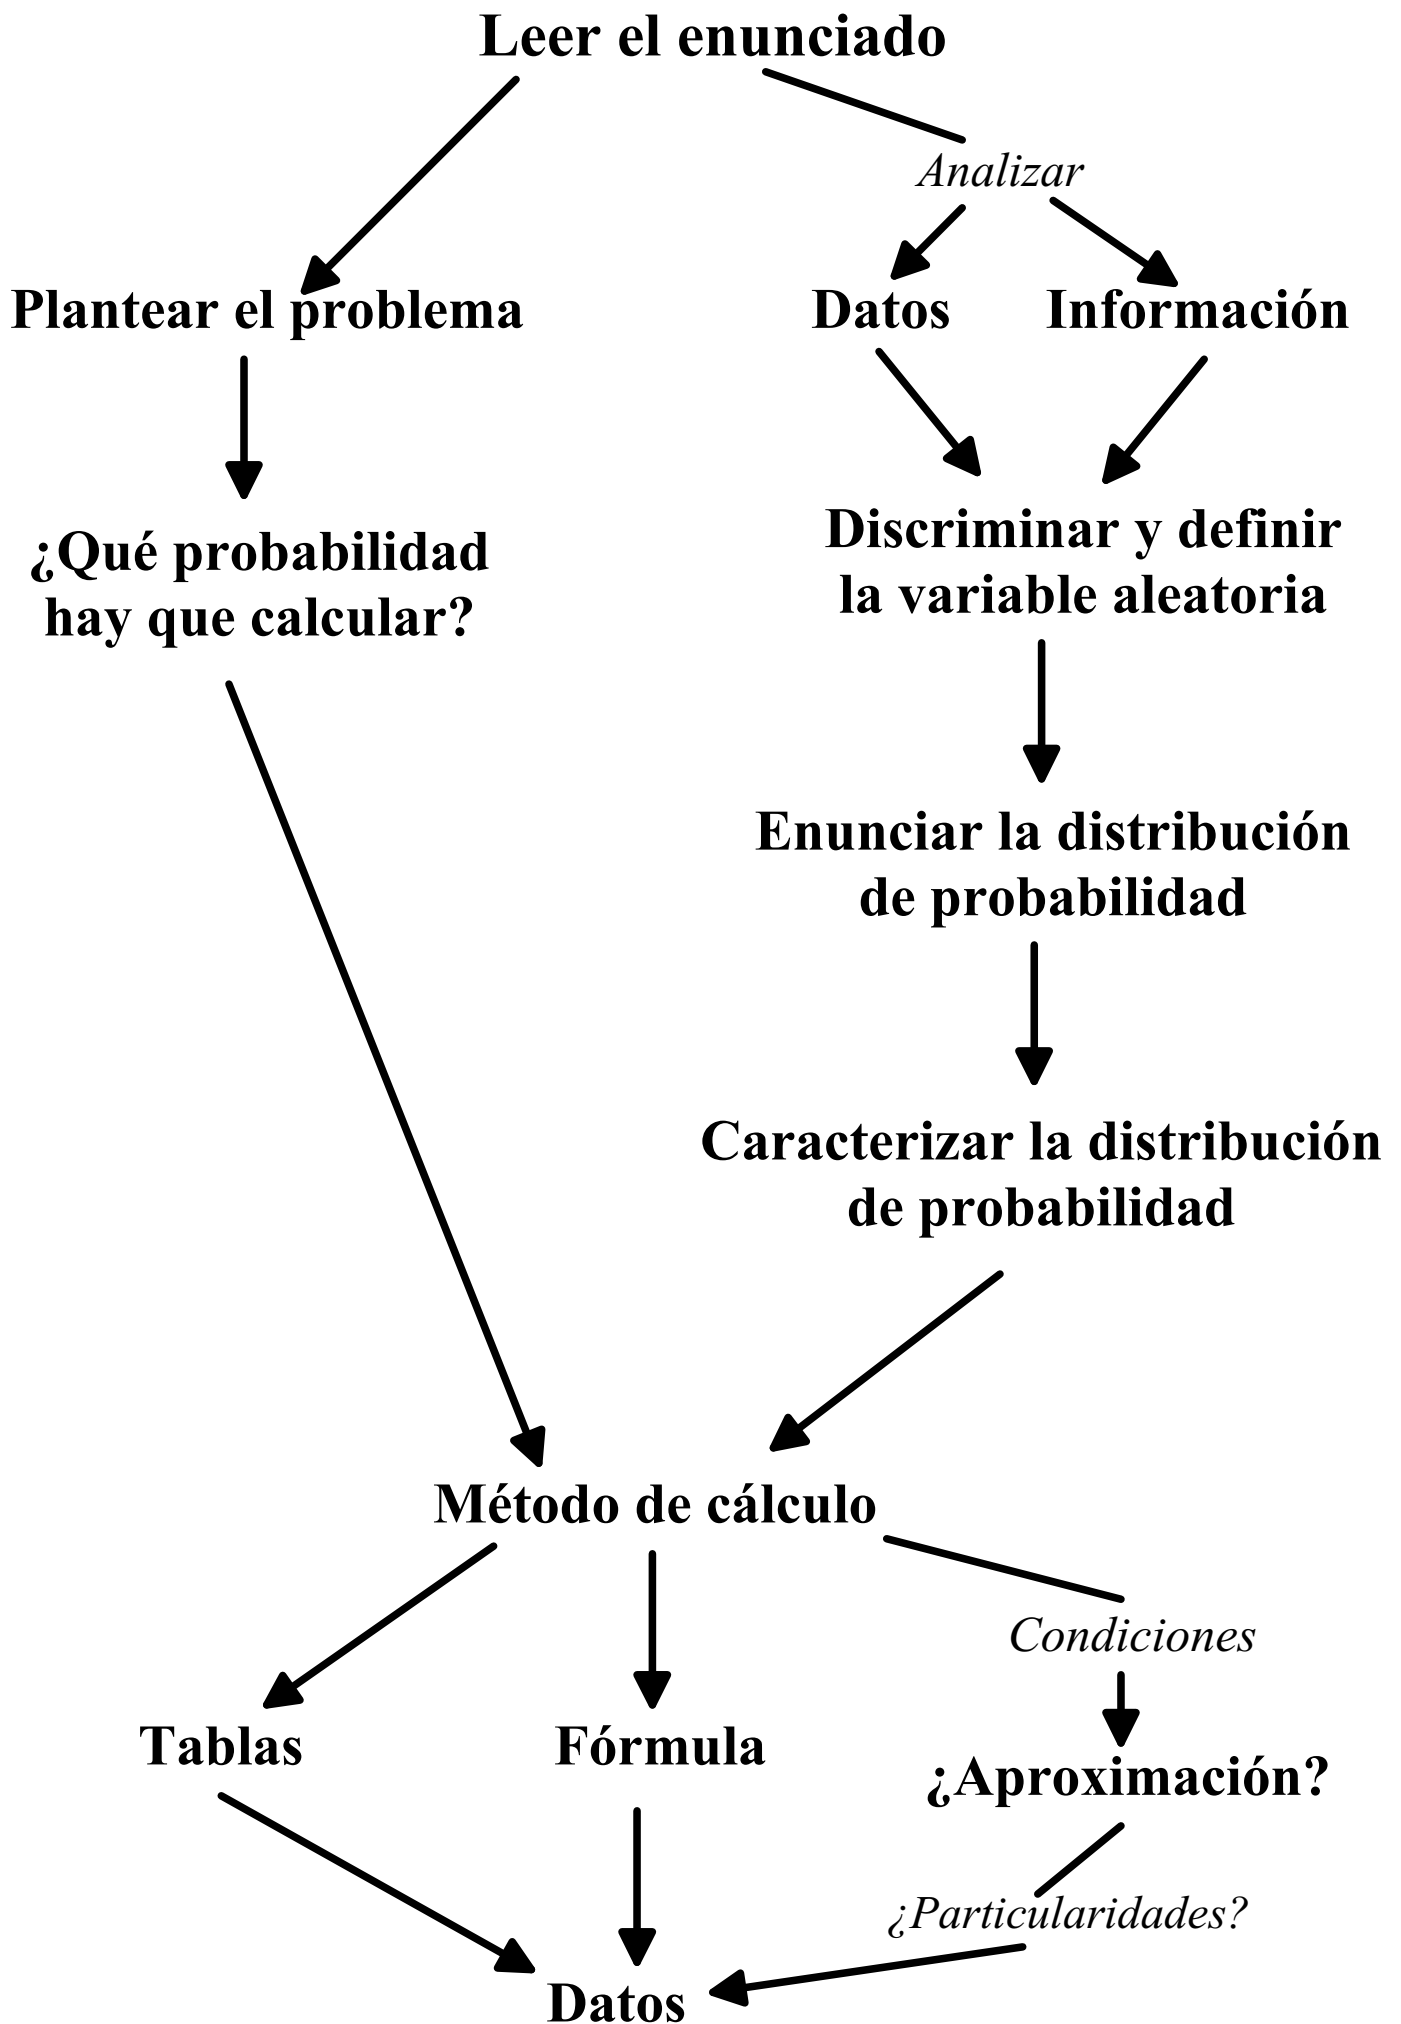 Leer el enunciado
Analizar
Plantear el problema
Datos
Información
¿Qué probabilidad
hay que calcular?
Discriminar y definir
la variable aleatoria
Enunciar la distribución
de probabilidad
Caracterizar la distribución
de probabilidad
Método de cálculo
Condiciones
Tablas
Fórmula
¿Aproximación?
¿Particularidades?
Datos